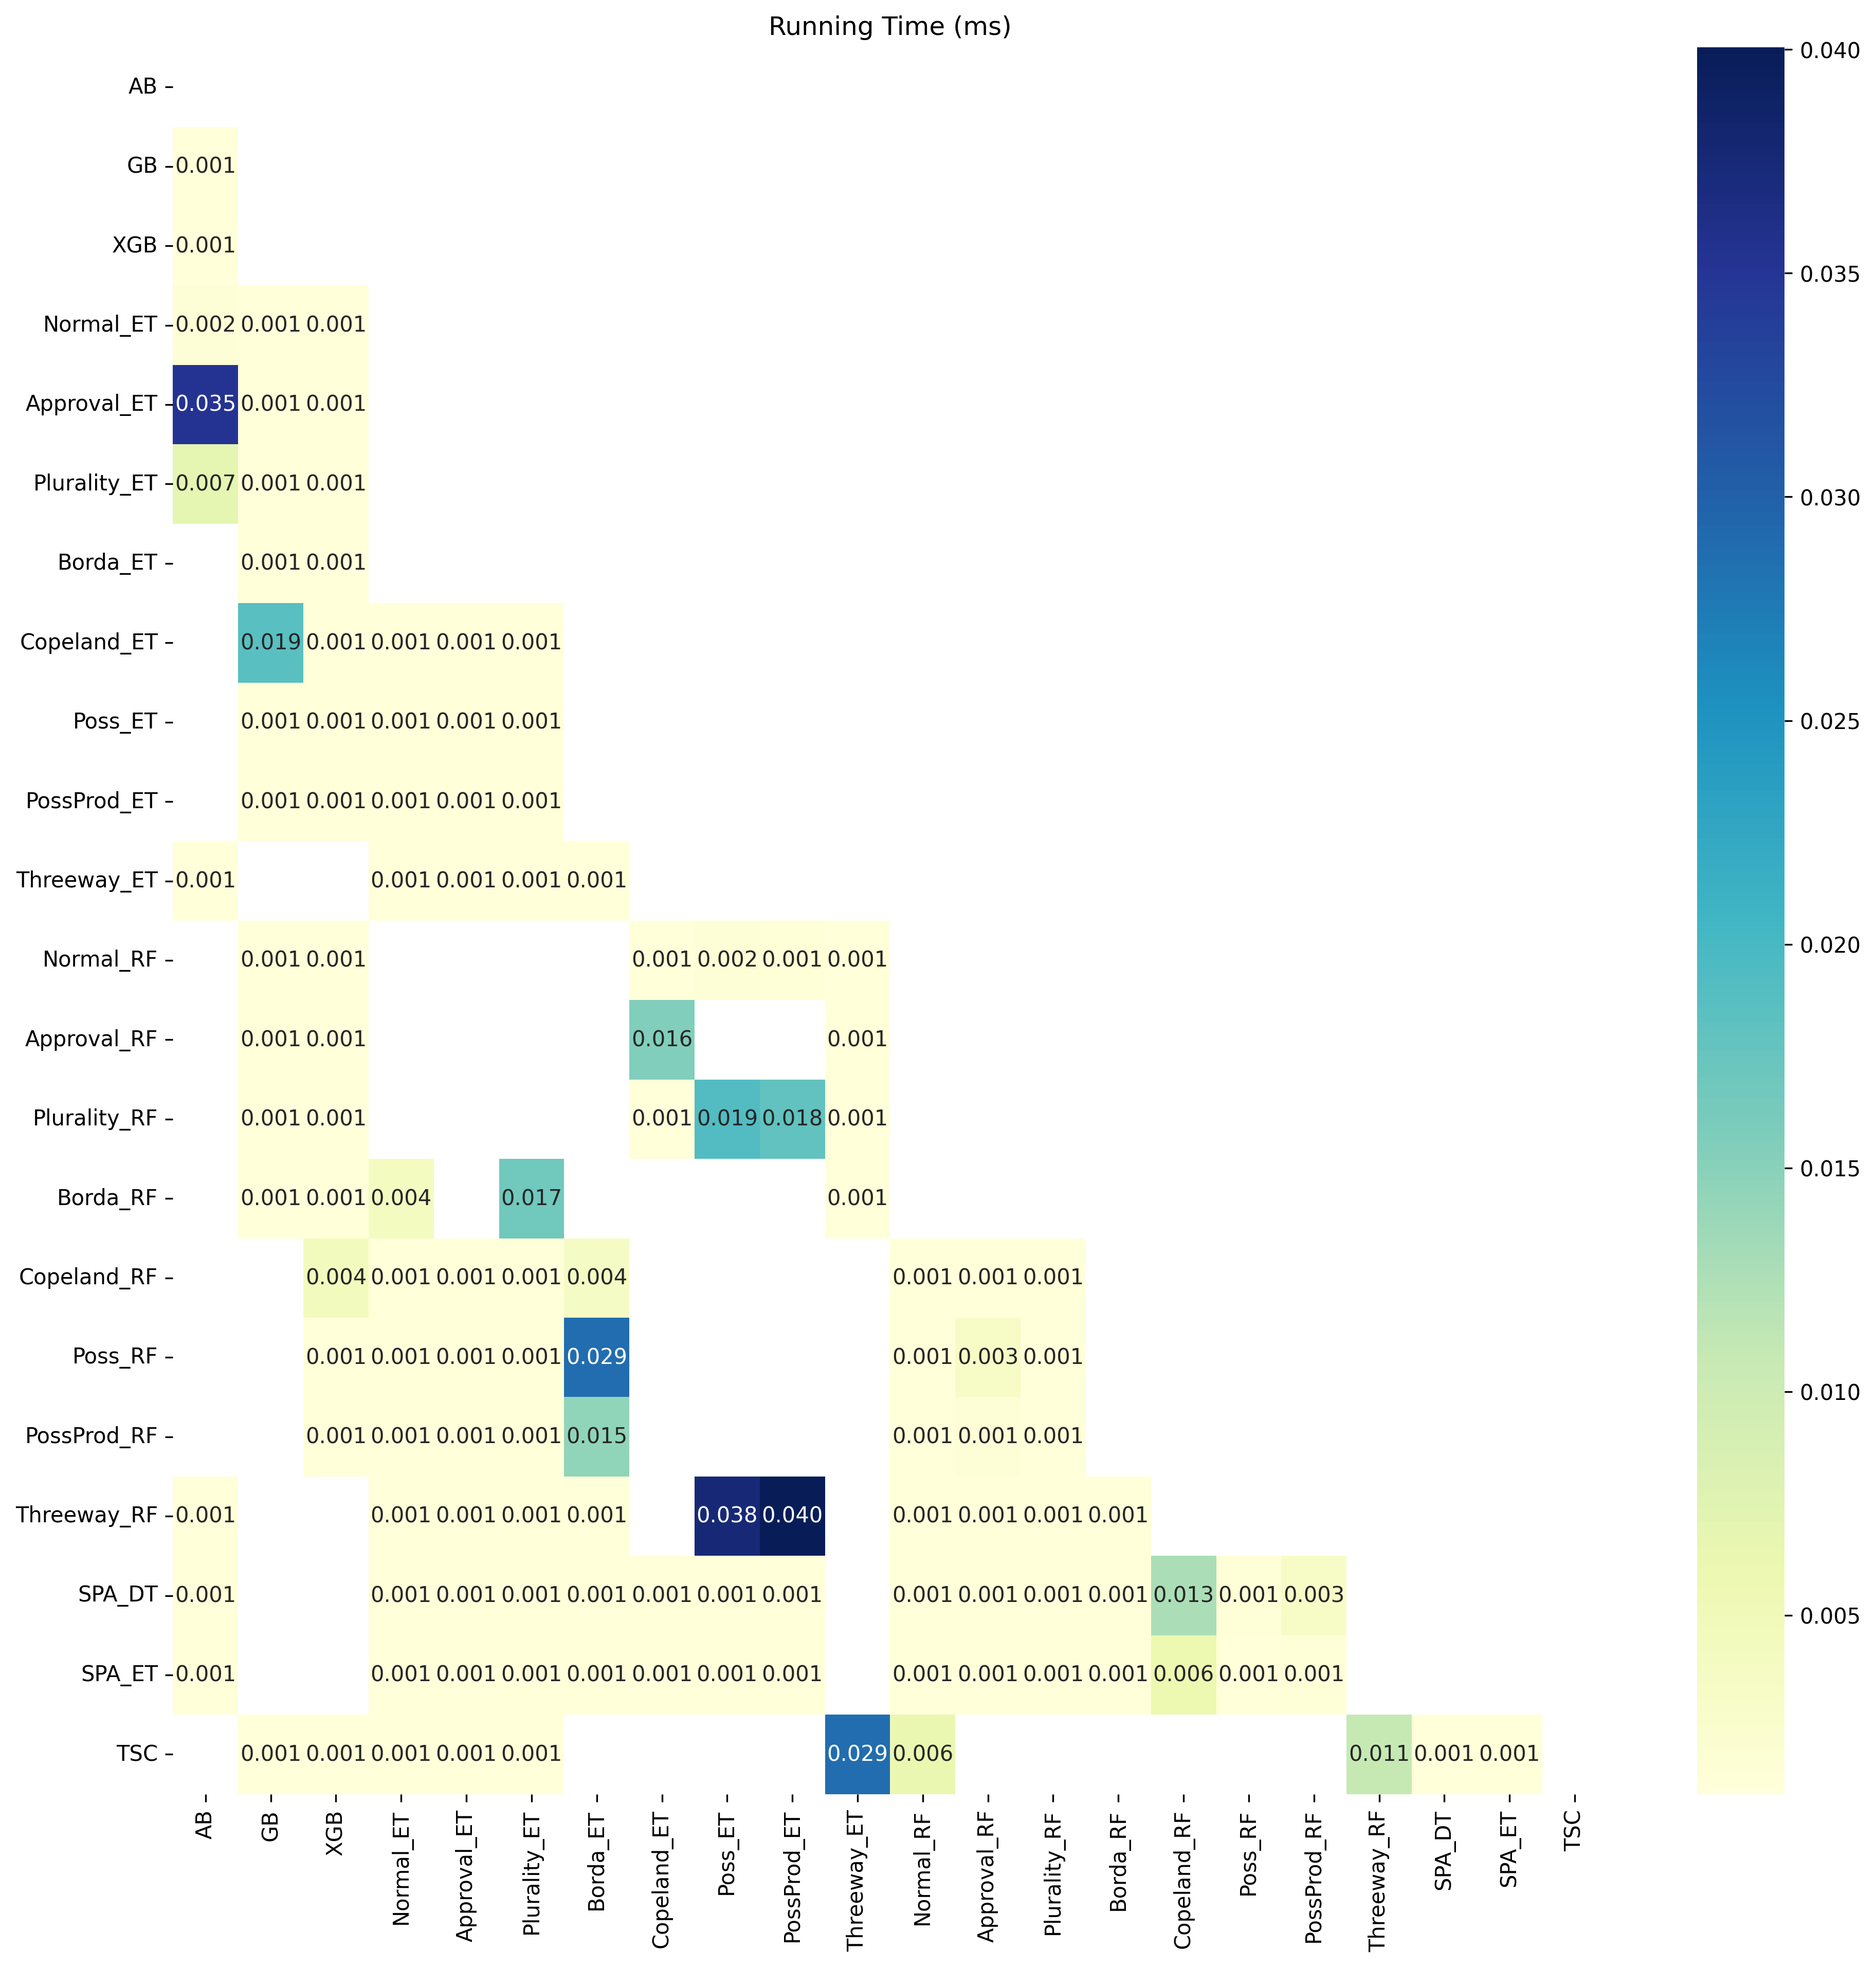 Running Time (ms)
AB
GB 0.001
XGB 0.001
Normal_ET 0.002 0.001 0.001
Approval_ET 0.035 0.001 0.001
Plurality_ET 0.007 0.001 0.001
Borda_ET 0.001 0.001
Copeland_ET 0.019 0.001 0.001 0.001 0.001
Poss_ET 0.001 0.001 0.001 0.001 0.001
PossProd_ET 0.001 0.001 0.001 0.001 0.001
Threeway_ET 0.001 0.001 0.001 0.001 0.001
Normal_RF 0.001 0.001 0.001 0.002 0.001 0.001
Approval_RF 0.001 0.001 0.016 0.001
Plurality_RF 0.001 0.001 0.001 0.019 0.018 0.001
Borda_RF 0.001 0.001 0.004 0.017 0.001
Copeland_RF 0.004 0.001 0.001 0.001 0.004 0.001 0.001 0.001
Poss_RF 0.001 0.001 0.001 0.001 0.029 0.001 0.003 0.001
PossProd_RF 0.001 0.001 0.001 0.001 0.015 0.001 0.001 0.001
Threeway_RF 0.001 0.001 0.001 0.001 0.001 0.038 0.040 0.001 0.001 0.001 0.001
SPA_DT 0.001 0.001 0.001 0.001 0.001 0.001 0.001 0.001 0.001 0.001 0.001 0.001 0.013 0.001 0.003
SPA_ET 0.001 0.001 0.001 0.001 0.001 0.001 0.001 0.001 0.001 0.001 0.001 0.001 0.006 0.001 0.001
TSC 0.001 0.001 0.001 0.001 0.001 0.029 0.006 0.011 0.001 0.001
AB
GB
XGB
Normal_ET
Approval_ET
Plurality_ET
Borda_ET
Copeland_ET
Poss_ET
PossProd_ET
Threeway_ET
Normal_RF
Approval_RF
Plurality_RF
Borda_RF
Copeland_RF
Poss_RF
PossProd_RF
Threeway_RF
SPA_DT
SPA_ET
TSC
0.040
0.035
0.030
0.025
0.020
0.015
0.010
0.005